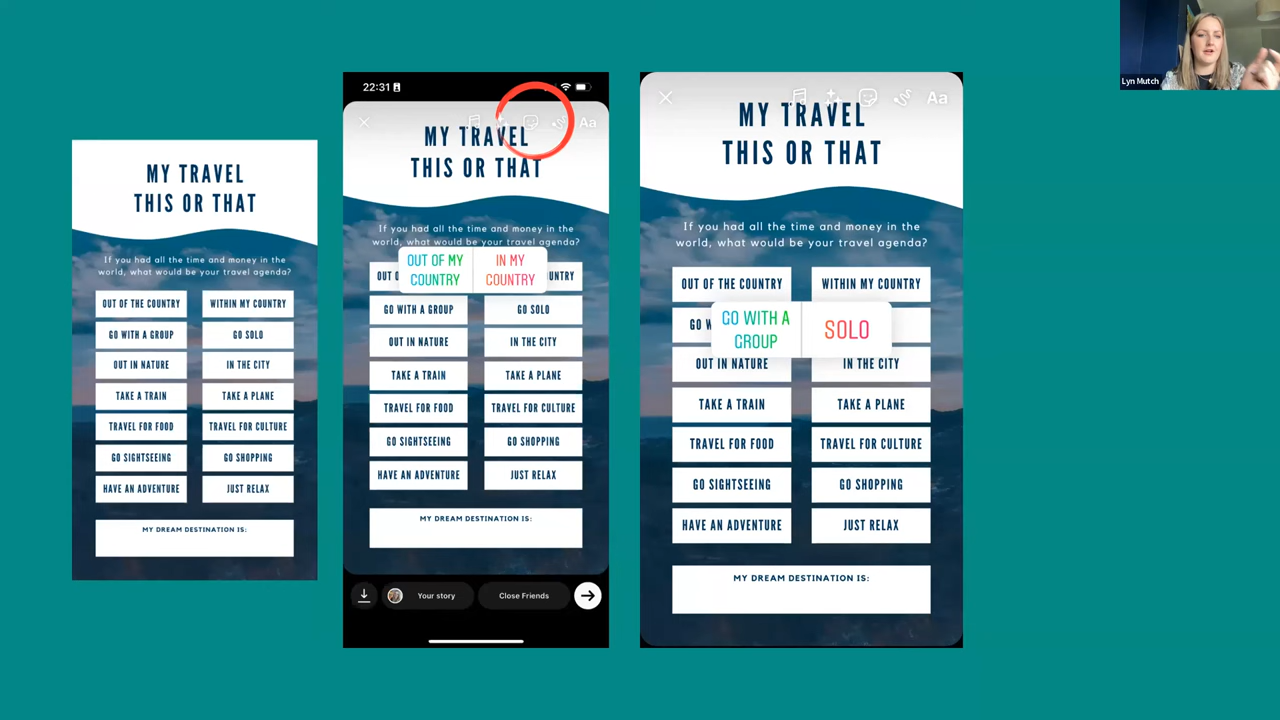 Lyn Mutch
MY TRAVEL
THIS OR THAT
If you had all the time and money in the
world, what would be your travel agenda?
OUT OF THE COUNTRY
WITHIN MY COUNTRY
GO WITH A GROUP
GO SOLO
OUT IN NATURE
IN THE CITY
TAKE A TRAIN
TAKE A PLANE
TRAVEL FOR FOOD
TRAVEL FOR CULTURE
GO SIGHTSEEING
GO SHOPPING
HAVE AN ADVENTURE
JUST RELAX
MY DREAM DESTINATION IS:
22:31
Aa
MY TRAVEL
THIS OR THAT
If you had all the time and money in the
world, what would be your travel agenda?
OUT OF MY
COUNTRY
IN MY
COUNTRY
GO WITH A GROUP
GO SOLO
OUT IN NATURE
IN THE CITY
TAKE A TRAIN
TAKE A PLANE
TRAVEL FOR FOOD
TRAVEL FOR CULTURE
GO SIGHTSEEING
GO SHOPPING
HAVE AN ADVENTURE
JUST RELAX
MY DREAM DESTINATION IS:
Your story
Close Friends
Aa
MY TRAVEL
THIS OR THAT
If you had all the time and money in the
world, what would be your travel agenda?
OUT OF THE COUNTRY
WITHIN MY COUNTRY
GO WITH A
GROUP
SOLO
OUT IN NATURE
IN THE CITY
TAKE A TRAIN
TAKE A PLANE
TRAVEL FOR FOOD
TRAVEL FOR CULTURE
GO SIGHTSEEING
GO SHOPPING
HAVE AN ADVENTURE
JUST RELAX
MY DREAM DESTINATION IS: